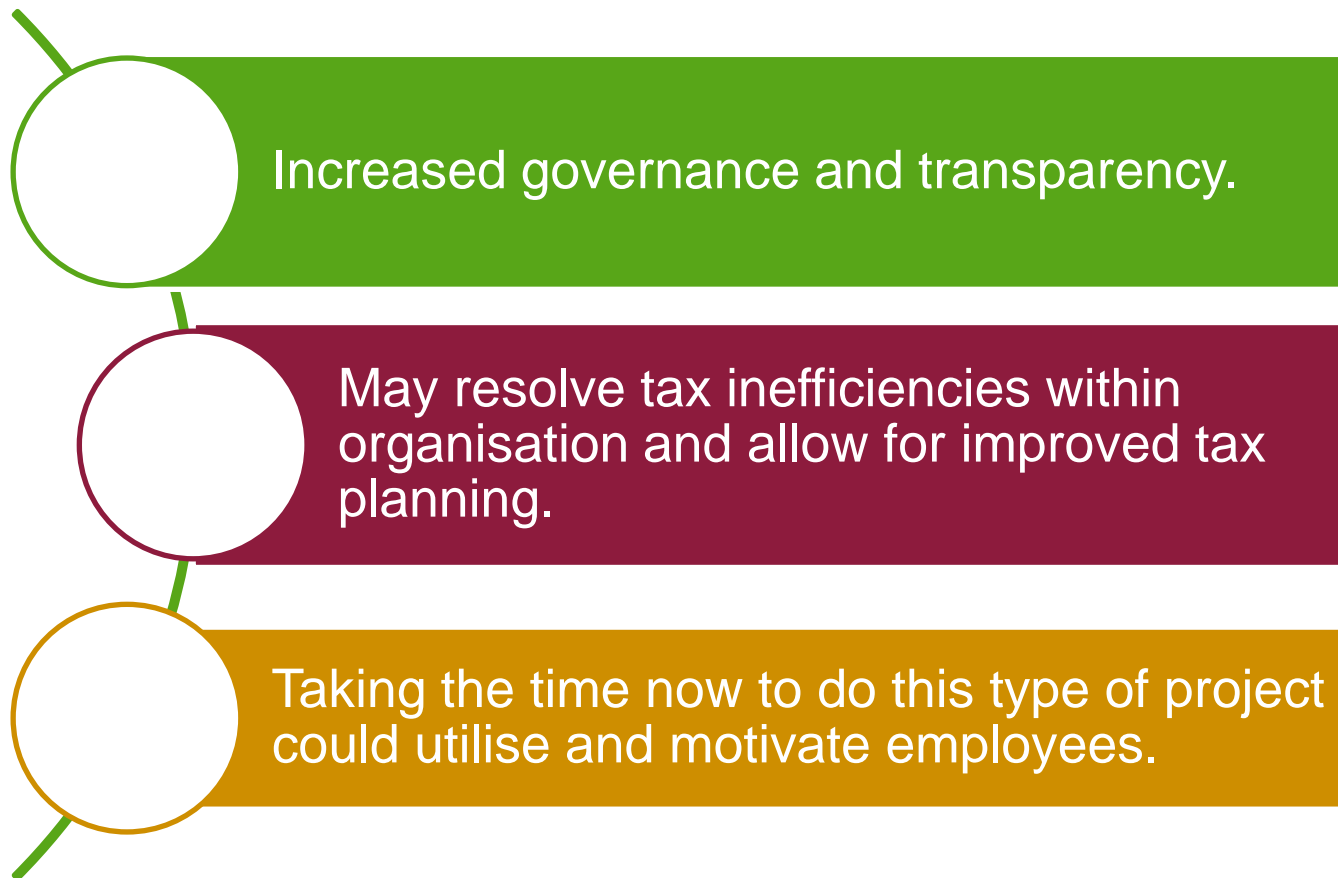 Increased governance and transparency.
May resolve tax inefficiencies within
organisation and allow for improved tax
planning.
Taking the time now to do this type of project
could utilise and motivate employees.